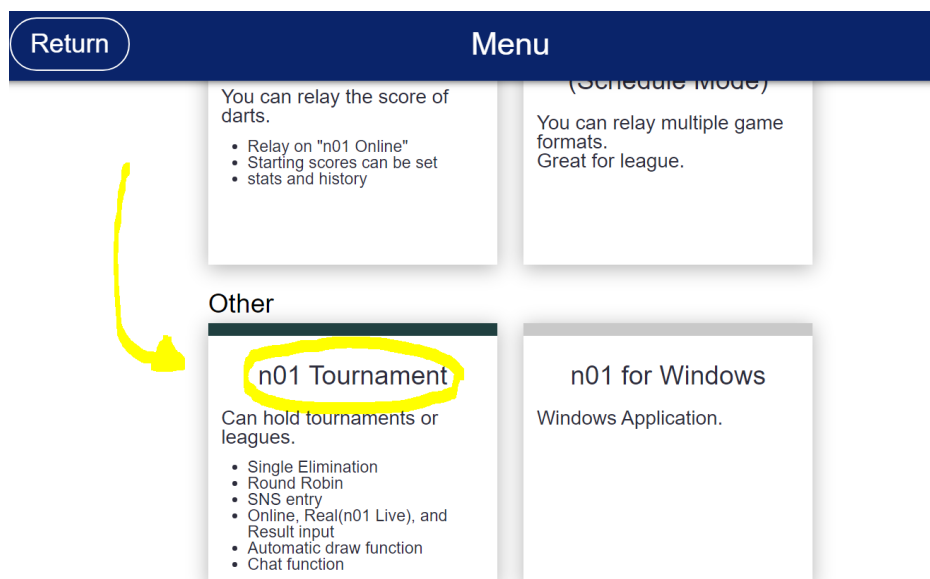 Return
Menu
You can relay the score of
darts.
Relay on "n01 Online"
Starting scores can be set
stats and history
(Schedule Mode)
You can relay multiple game
formats.
Great for league.
Other
n01 Tournament
Can hold tournaments or
leagues.
Single Elimination
Round Robin
SNS entry
Online, Real(n01 Live), and
Result input
Automatic draw function
Chat function
n01 for Windows
Windows Application.